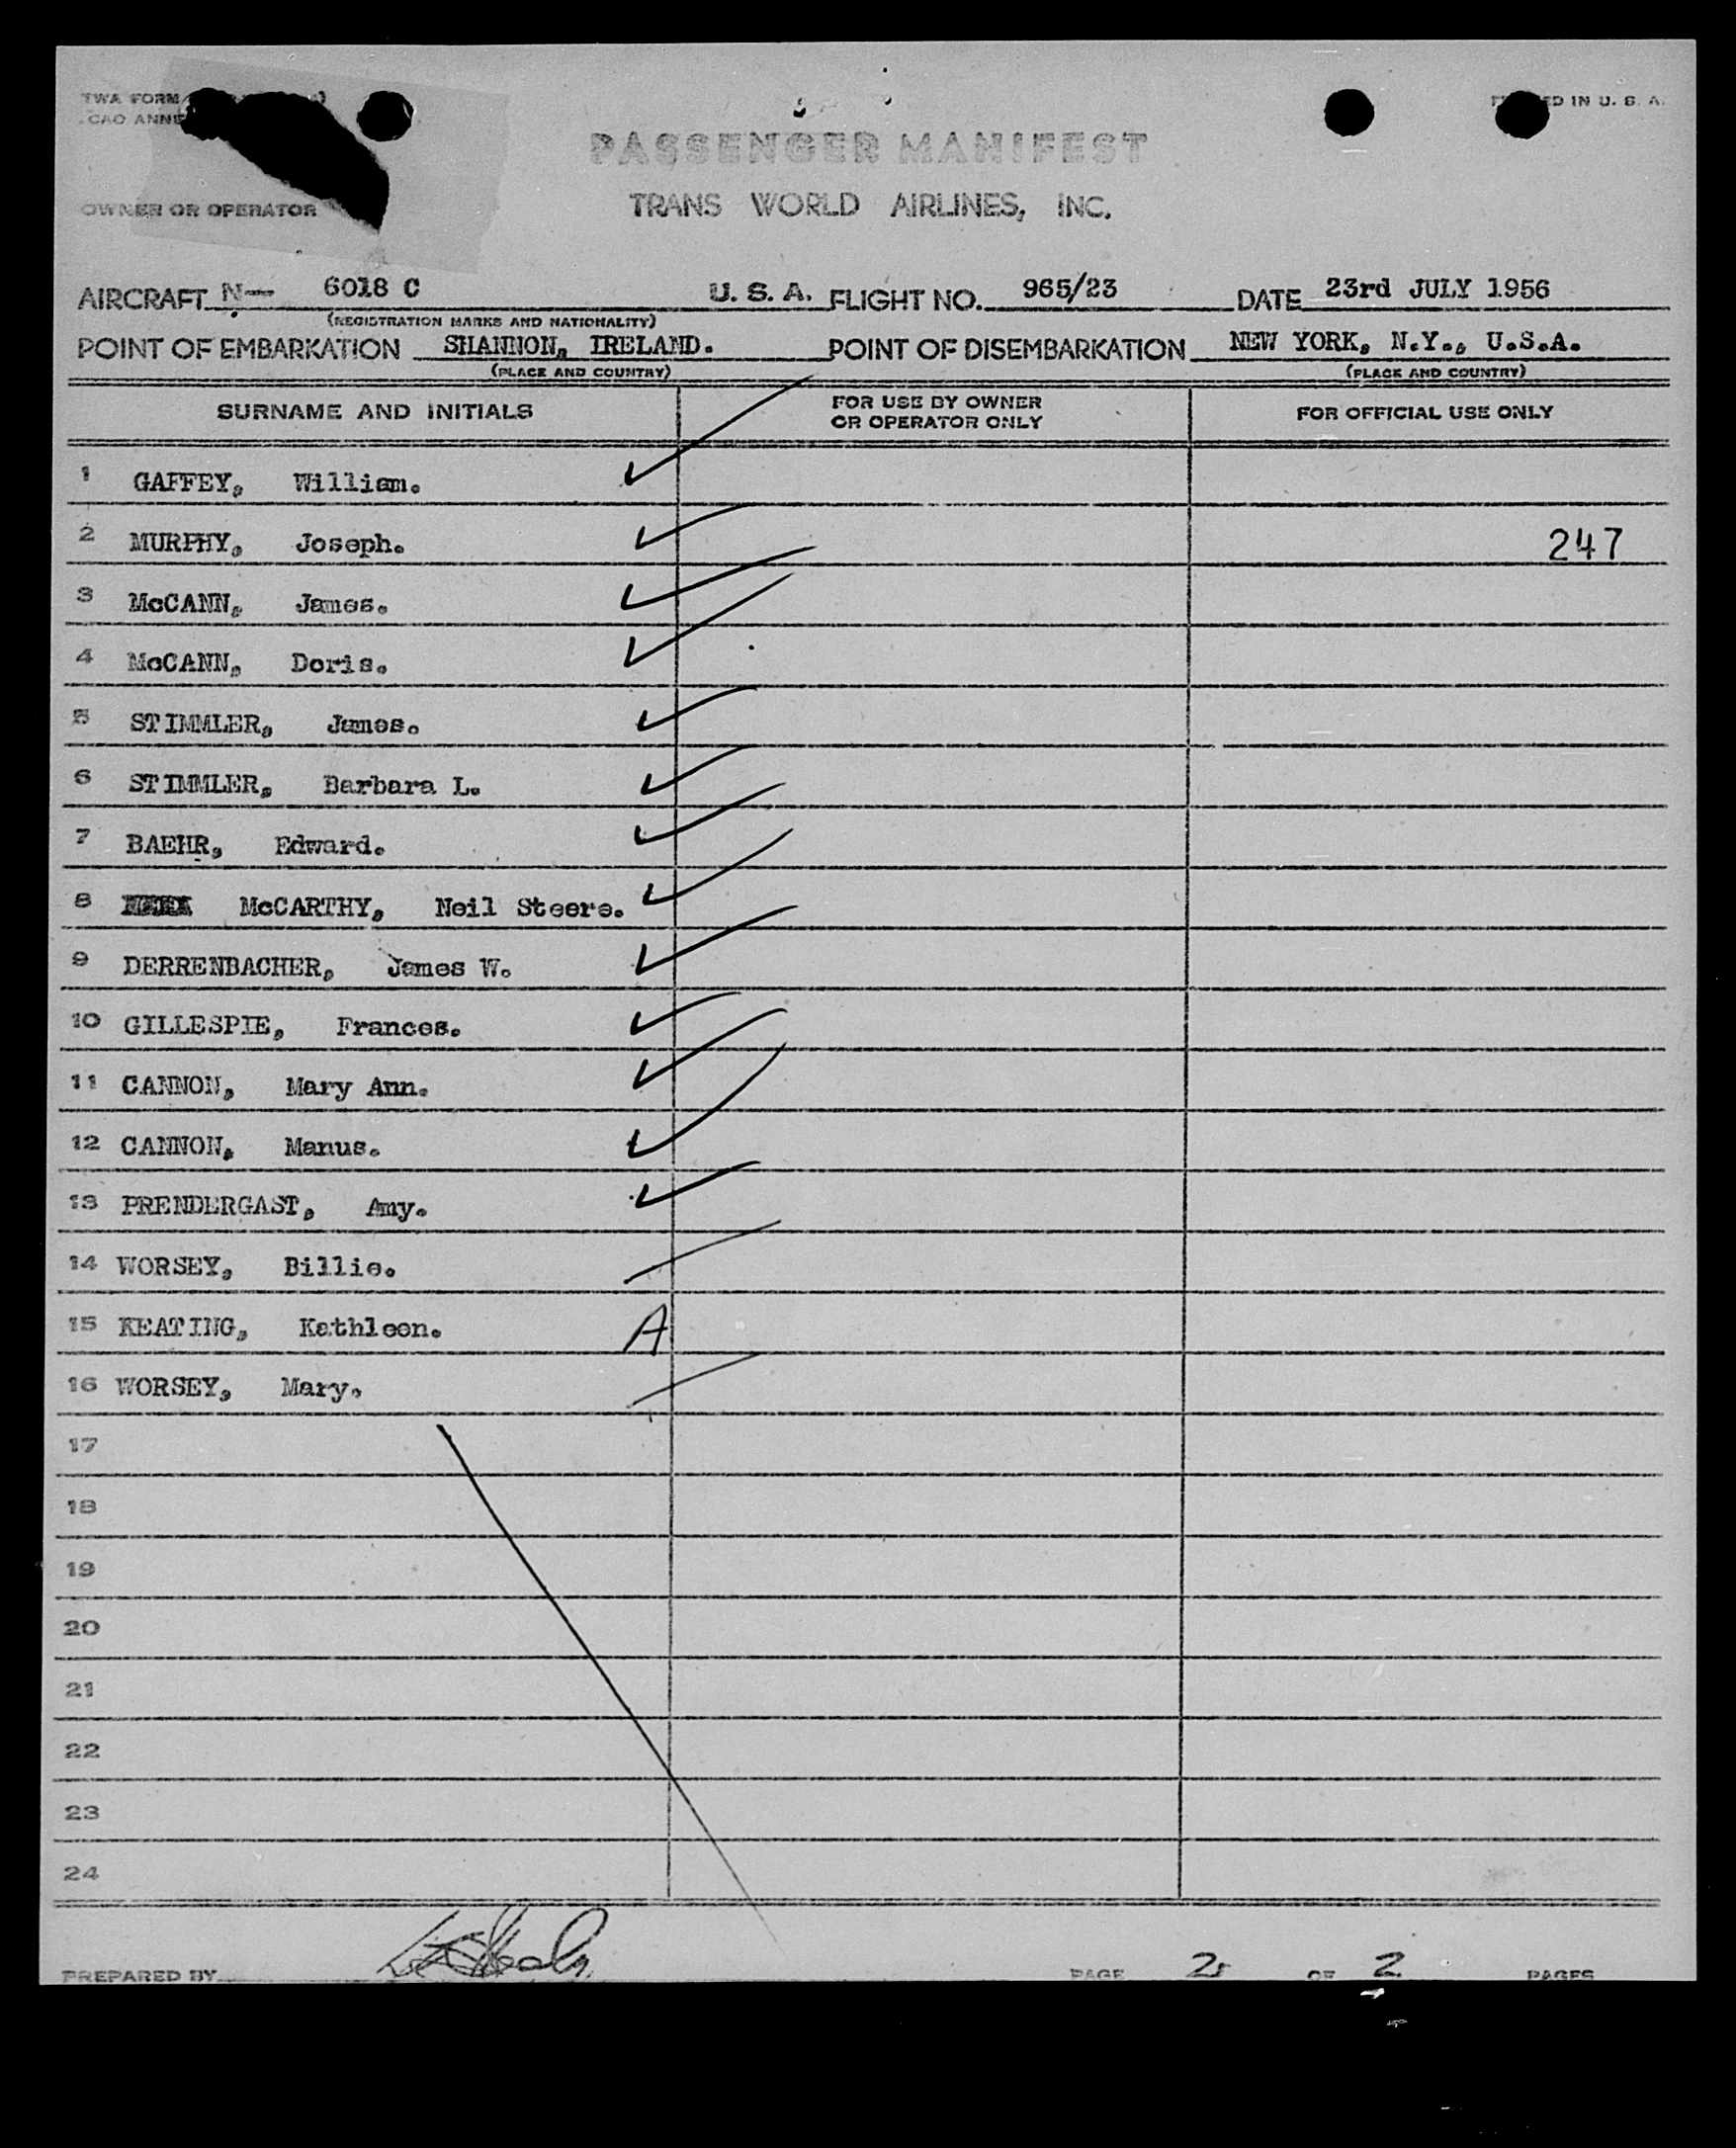 TWA FORM
PASSENGER MANIFEST
TRANS WORLD AIRLINES, INC.
OWNER OR OPERATOR
AIRCRAFT N— 6018 C U. S. A. FLIGHT NO. 965/23 DATE 23rd JULY 1956
(REGISTRATION MARKS AND NATIONALITY)
POINT OF EMBARKATION SHANNON, IRELAND. POINT OF DISEMBARKATION NEW YORK, N.Y., U.S.A.
(PLACE AND COUNTRY) (PLACE AND COUNTRY)
SURNAME AND INITIALS FOR USE BY OWNER OR OPERATOR ONLY FOR OFFICIAL USE ONLY
1 GAFFEY, William.
2 MURPHY, Joseph. 247
3 McCANN, James.
4 McCANN, Doris.
5 STIMMLER, James.
6 STIMMLER, Barbara L.
7 BAEHR, Edward.
8 McCARTHY, Neil Steere.
9 DERRENBACHER, James W.
10 GILLESPIE, Frances.
11 CANNON, Mary Ann.
12 CANNON, Manus.
13 PRENDERGAST, Amy.
14 WORSEY, Billie.
15 KEATING, Kathleen. A
16 WORSEY, Mary.
17
18
19
20
21
22
23
24
PREPARED BY PAGE 2 OF 2 PAGES